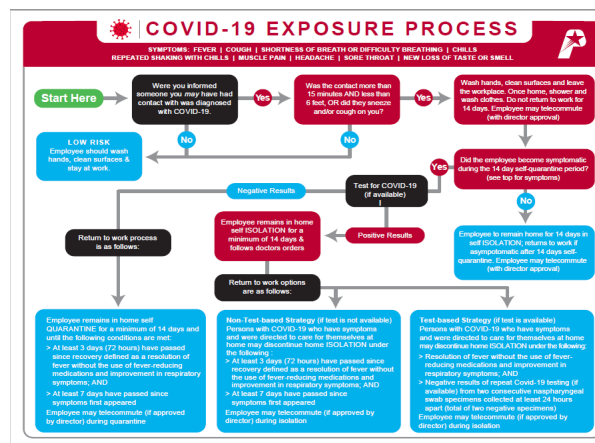 COVID-19 EXPOSURE PROCESS
SYMPTOMS: FEVER | COUGH | SHORTNESS OF BREATH OR DIFFICULTY BREATHING | CHILLS
REPEATED SHAKING WITH CHILLS | MUSCLE PAIN | HEADACHE | SORE THROAT | NEW LOSS OF TASTE OR SMELL
Start Here
Were you informed
someone you may have had
contact with was diagnosed
with COVID-19.
Yes
Was the contact more than
15 minutes AND less than
6 feet, OR did they sneeze
and/or cough on you?
Yes
Wash hands, clean surfaces and leave
the workplace. Once home, shower and
wash clothes. Do not return to work for
14 days. Employee may telecommute
(with director approval)
No
No
LOW RISK
Employee should wash
hands, clean surfaces &
stay at work.
Did the employee become symptomatic
during the 14 day self-quarantine period?
(see top for symptoms)
Yes
No
Test for COVID-19
(if available)
Negative Results
Positive Results
Employee remains in home
self ISOLATION for a
minimum of 14 days &
follows doctors orders
Employee to remain home for 14 days in
self ISOLATION; returns to work if
asympotomatic after 14 days self-
quarantine. Employee may telecommute
(with director approval)
Return to work process
is as follows:
Return to work options
are as follows:
Employee remains in home self
QUARANTINE for a minimum of 14 days and
until the following conditions are met:
> At least 3 days (72 hours) have passed
since recovery defined as a resolution of
fever without the use of fever-reducing
medications and improvement in respiratory
symptoms; AND
> At least 7 days have passed since
symptoms first appeared
Employee may telecommute (if approved
by director) during quarantine
Non-Test-based Strategy (if test is not available)
Persons with COVID-19 who have symptoms
and were directed to care for themselves at
home may discontinue home ISOLATION under
the following :
> At least 3 days (72 hours) have passed since
recovery defined as a resolution of fever without
the use of fever-reducing medications and
improvement in respiratory symptoms; AND
> At least 7 days have passed since
symptoms first appeared
Employee may telecommute (if approved by
director) during isolation
Test-based Strategy (if test is available)
Persons with COVID-19 who have symptoms
and were directed to care for themselves at home
may discontinue home ISOLATION under the following:
> Resolution of fever without the use of fever-
reducing medications and improvement in
respiratory symptoms; AND
> Negative results of repeat Covid-19 testing (if
available) from two consecutive naspharyngeal
swab specimens collected at least 24 hours
apart (total of two negative specimens)
Employee may telecommute (if approved by
director) during isolation